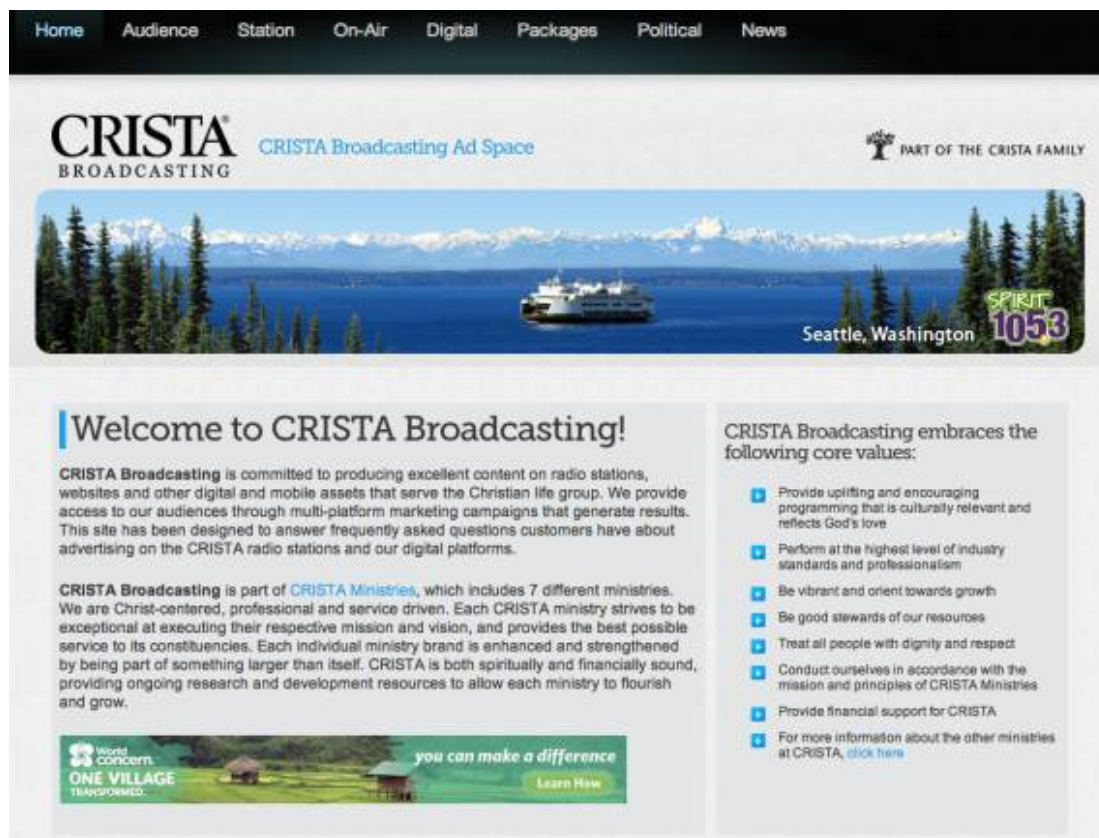 Home Audience Station On-Air Digital Packages Political News
CRISTA®
BROADCASTING
CRISTA Broadcasting Ad Space
PART OF THE CRISTA FAMILY
SPIRIT
105.3
Seattle, Washington
Welcome to CRISTA Broadcasting!
CRISTA Broadcasting is committed to producing excellent content on radio stations,
websites and other digital and mobile assets that serve the Christian life group. We provide
access to our audiences through multi-platform marketing campaigns that generate results.
This site has been designed to answer frequently asked questions customers have about
advertising on the CRISTA radio stations and our digital platforms.
CRISTA Broadcasting is part of CRISTA Ministries, which includes 7 different ministries.
We are Christ-centered, professional and service driven. Each CRISTA ministry strives to be
exceptional at executing their respective mission and vision, and provides the best possible
service to its constituencies. Each individual ministry brand is enhanced and strengthened
by being part of something larger than itself. CRISTA is both spiritually and financially sound,
providing ongoing research and development resources to allow each ministry to flourish
and grow.
World
concern.
ONE VILLAGE
TRANSFORMED.
you can make a difference
Learn How
CRISTA Broadcasting embraces the
following core values:
Provide uplifting and encouraging
programming that is culturally relevant and
reflects God's love
Perform at the highest level of industry
standards and professionalism
Be vibrant and orient towards growth
Be good stewards of our resources
Treat all people with dignity and respect
Conduct ourselves in accordance with the
mission and principles of CRISTA Ministries
Provide financial support for CRISTA
For more information about the other ministries
at CRISTA, click here